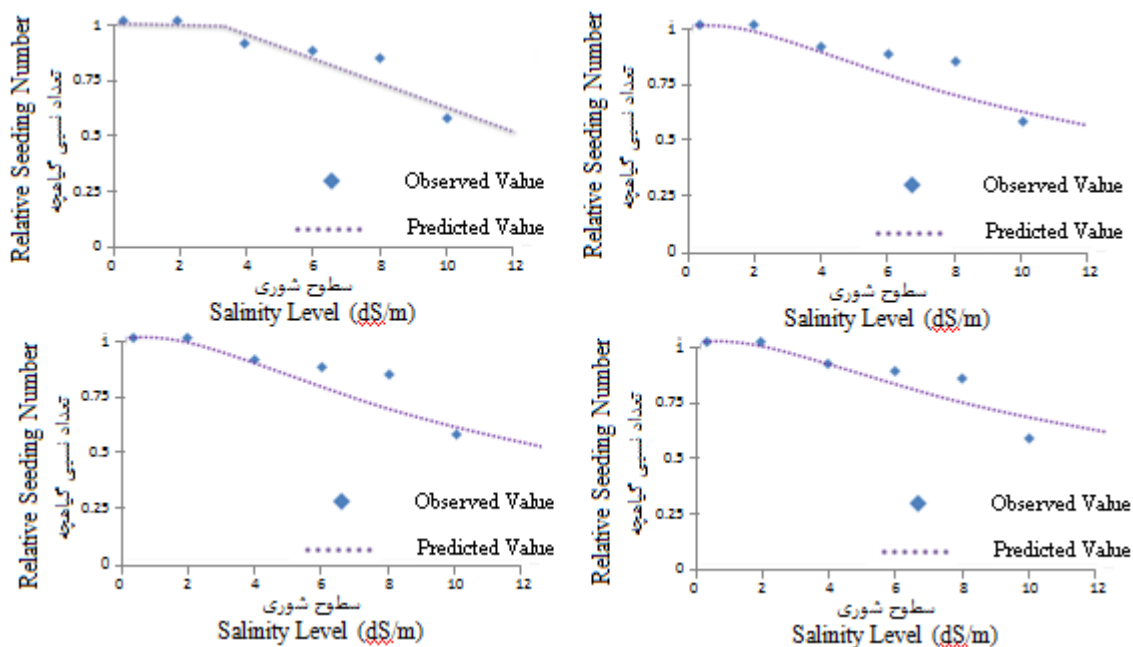 Relative Seeding Number
تعداد نسبی گیاهچه
1
0.75
0.5
0.25
0
Observed Value
Predicted Value
0 2 4 6 8 10 12
سطوح شوری
Salinity Level (dS/m)
Relative Seeding Number
تعداد نسبی گیاهچه
1
0.75
0.5
0.25
0
Observed Value
Predicted Value
0 2 4 6 8 10 12
سطوح شوری
Salinity Level (dS/m)
Relative Seeding Number
تعداد نسبی گیاهچه
1
0.75
0.5
0.25
0
Observed Value
Predicted Value
0 2 4 6 8 10 12
سطوح شوری
Salinity Level (dS/m)
Relative Seeding Number
تعداد نسبی گیاهچه
1
0.75
0.5
0.25
0
Observed Value
Predicted Value
0 2 4 6 8 10 12
سطوح شوری
Salinity Level (dS/m)